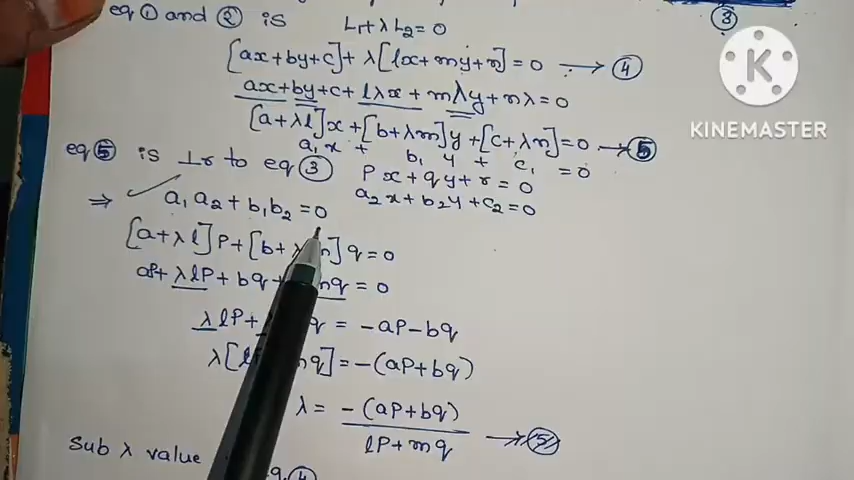 eq ① and ② is L₁+λL₂=0
③
[ax+by+c]+λ[lx+my+n]=0 → ④
ax+by+c+lλx+mλy+nλ=0
[a+λl]x+[b+λm]y+[c+λn]=0 → ⑤
a₁x + b₁y + c₁ = 0
eq ⑤ is ⊥r to eq ③ px+qy+r=0
⇒ a₁a₂+b₁b₂=0 a₂x+b₂y+c₂=0
[a+λl]p+[b+λm]q=0
ap+λlp+bq+ mq=0
λlp+ q = -ap-bq
λ[l mq]=-(ap+bq)
λ = -(ap+bq)
lp+mq → ⑤
Sub λ value eq ④
K
KINEMASTER